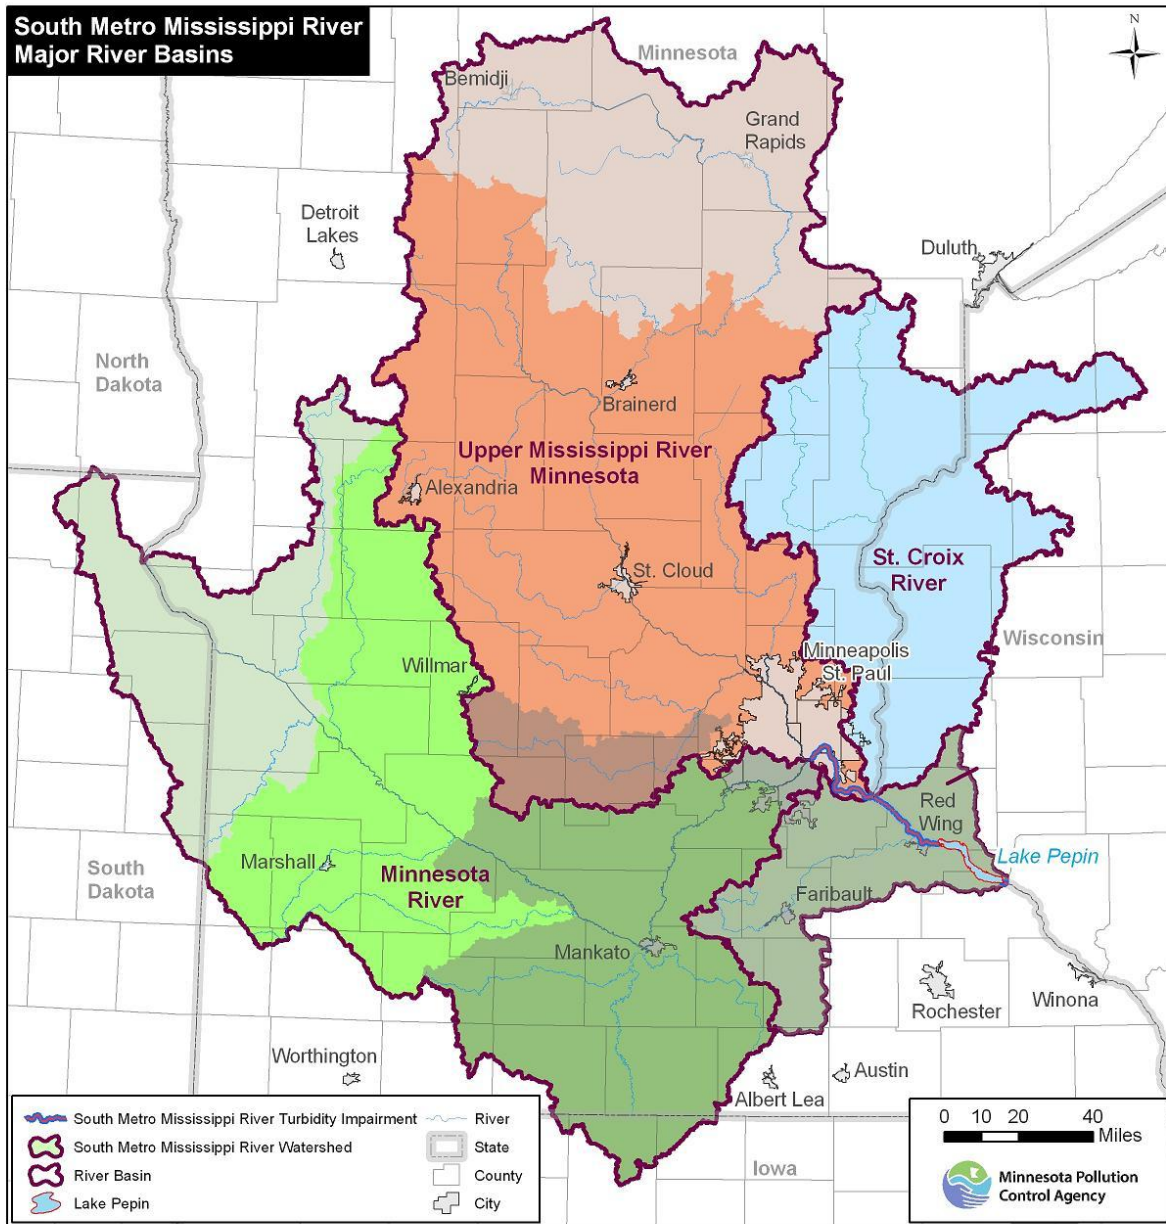 South Metro Mississippi River
Major River Basins
N
Minnesota
Bemidji
Grand
Rapids
Detroit
Lakes
Duluth
North
Dakota
Brainerd
Upper Mississippi River
Minnesota
Alexandria
St. Cloud
St. Croix
River
Wisconsin
Minneapolis
St. Paul
Willmar
Red
Wing
Lake Pepin
South
Dakota
Marshall
Minnesota
River
Faribault
Mankato
Rochester
Winona
Worthington
Austin
Albert Lea
Iowa
South Metro Mississippi River Turbidity Impairment
River
South Metro Mississippi River Watershed
State
River Basin
County
Lake Pepin
City
0 10 20 40
Miles
Minnesota Pollution
Control Agency